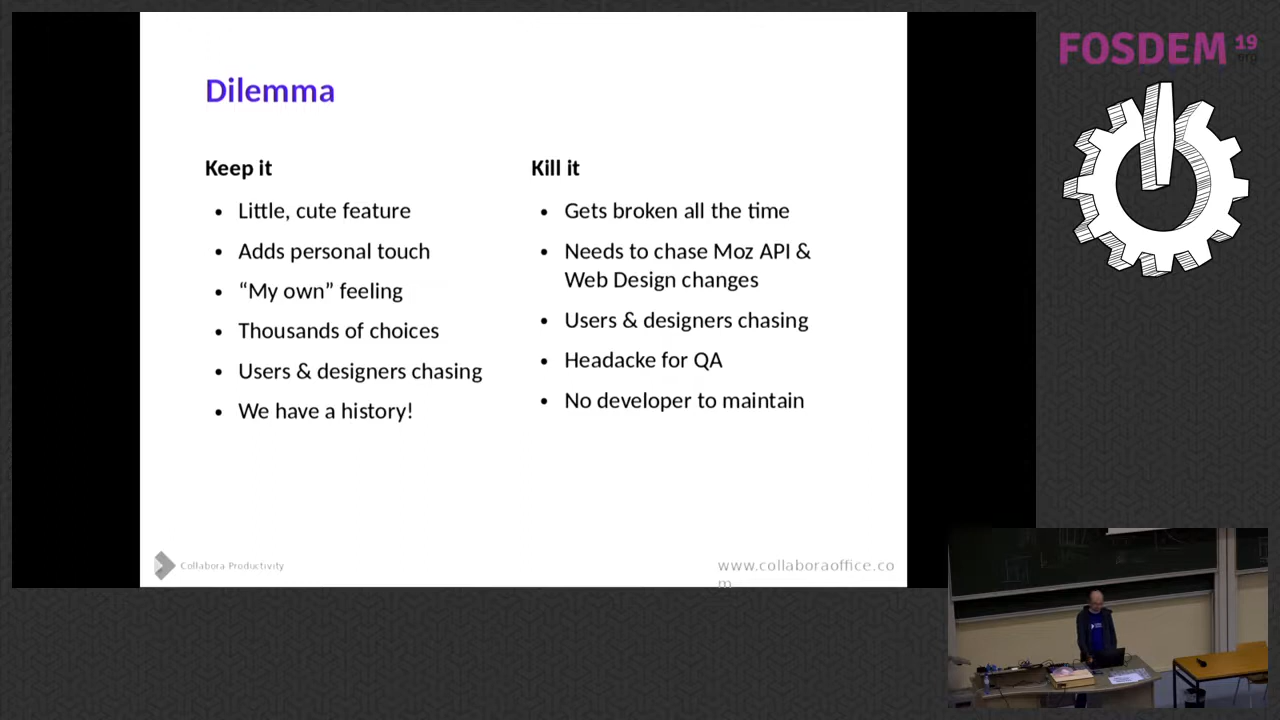 Dilemma
Keep it
• Little, cute feature
• Adds personal touch
• “My own” feeling
• Thousands of choices
• Users & designers chasing
• We have a history!
Kill it
• Gets broken all the time
• Needs to chase Moz API &
Web Design changes
• Users & designers chasing
• Headacke for QA
• No developer to maintain
Collabora Productivity
www.collaboraoffice.co
m
FOSDEM 19
.org